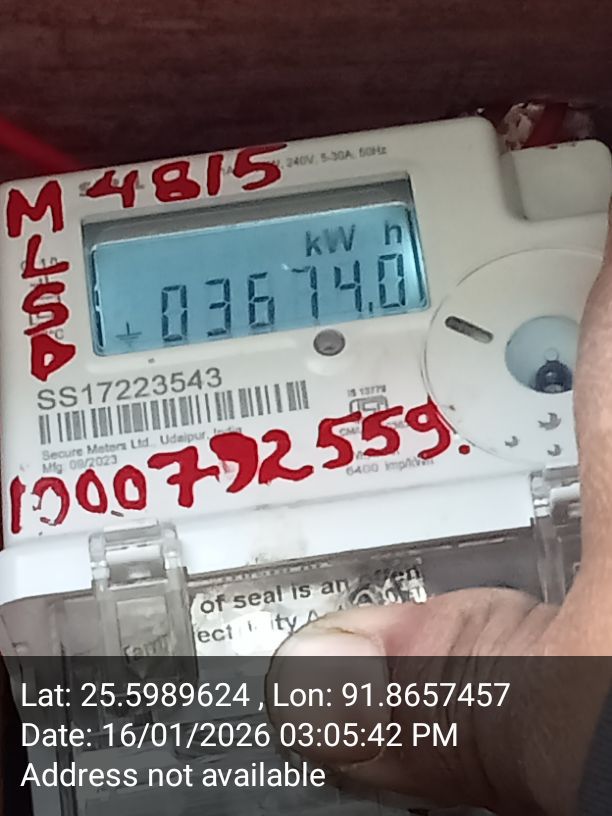 M 4815
240V, 5-30A, 50Hz
L
S
D
kW h
03674.0
SS17223543
IS 13779
Secure Meters Ltd., Udaipur, India
Mfg: 09/2023
1000792559.
6400 imp/kWh
of seal is an offen
Lat: 25.5989624 , Lon: 91.8657457
Date: 16/01/2026 03:05:42 PM
Address not available